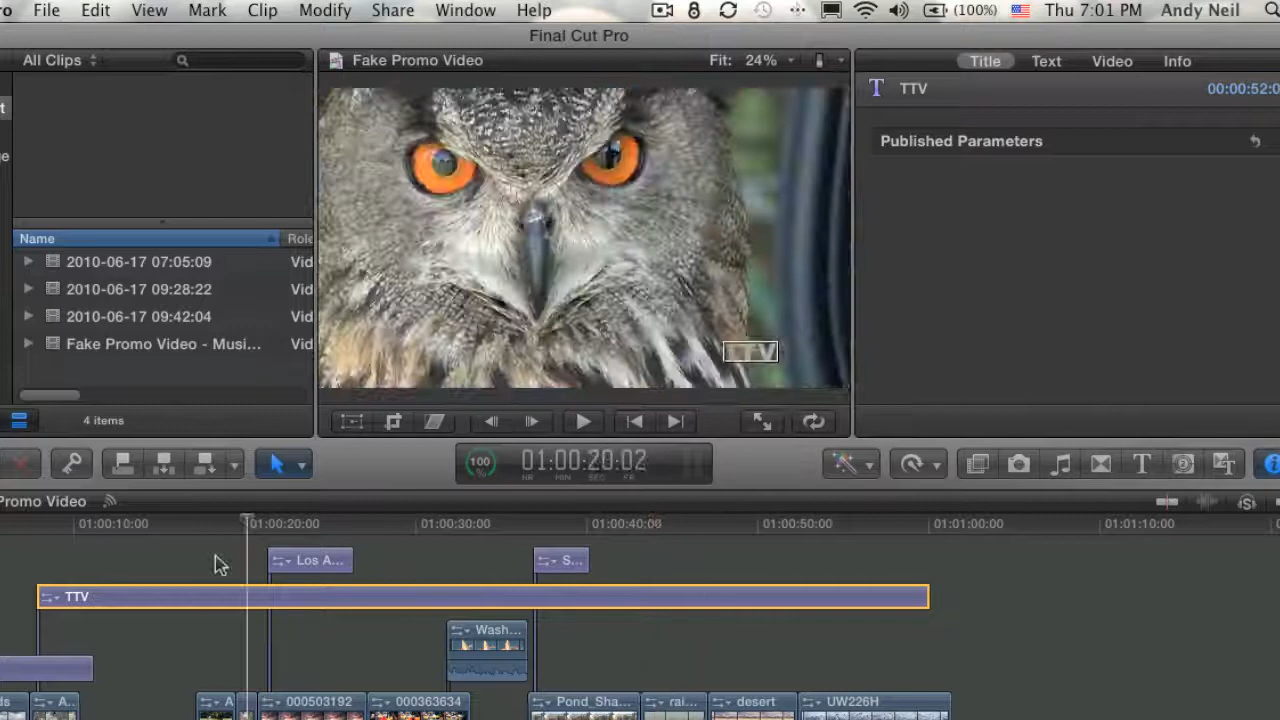 File Edit View Mark Clip Modify Share Window Help (100%) Thu 7:01 PM Andy Neil
Final Cut Pro
All Clips Fake Promo Video Fit: 24% Title Text Video Info
TTV 00:00:52:0
Published Parameters
Name Role
2010-06-17 07:05:09 Vid
2010-06-17 09:28:22 Vid
2010-06-17 09:42:04 Vid
Fake Promo Video - Musi... Vid
TTV
4 items
100 % 01:00:20:02
HR MIN SEC FR
Promo Video
01:00:10:00 01:00:20:00 01:00:30:00 01:00:40:00 01:00:50:00 01:01:00:00 01:01:10:00
Los A... S...
TTV
Wash...
ds A.. A 000503192 000363634 Pond_Sha... rai... desert UW226H